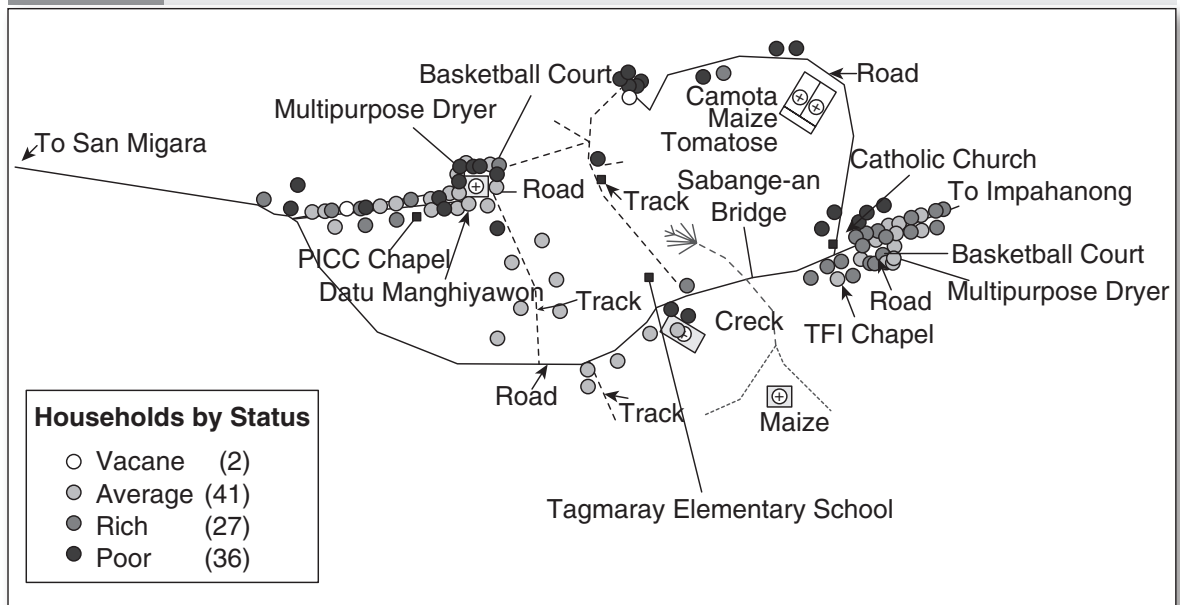 Basketball Court
Road
Multipurpose Dryer
Camota
Maize
Tomatose
To San Migara
Catholic Church
Road
Track
Sabange-an
Bridge
To Impahanong
PICC Chapel
Basketball Court
Datu Manghiyawon
Track
Road
Multipurpose Dryer
Creck
TFI Chapel
Road
Track
Maize
Households by Status
Vacane (2)
Average (41)
Rich (27)
Poor (36)
Tagmaray Elementary School